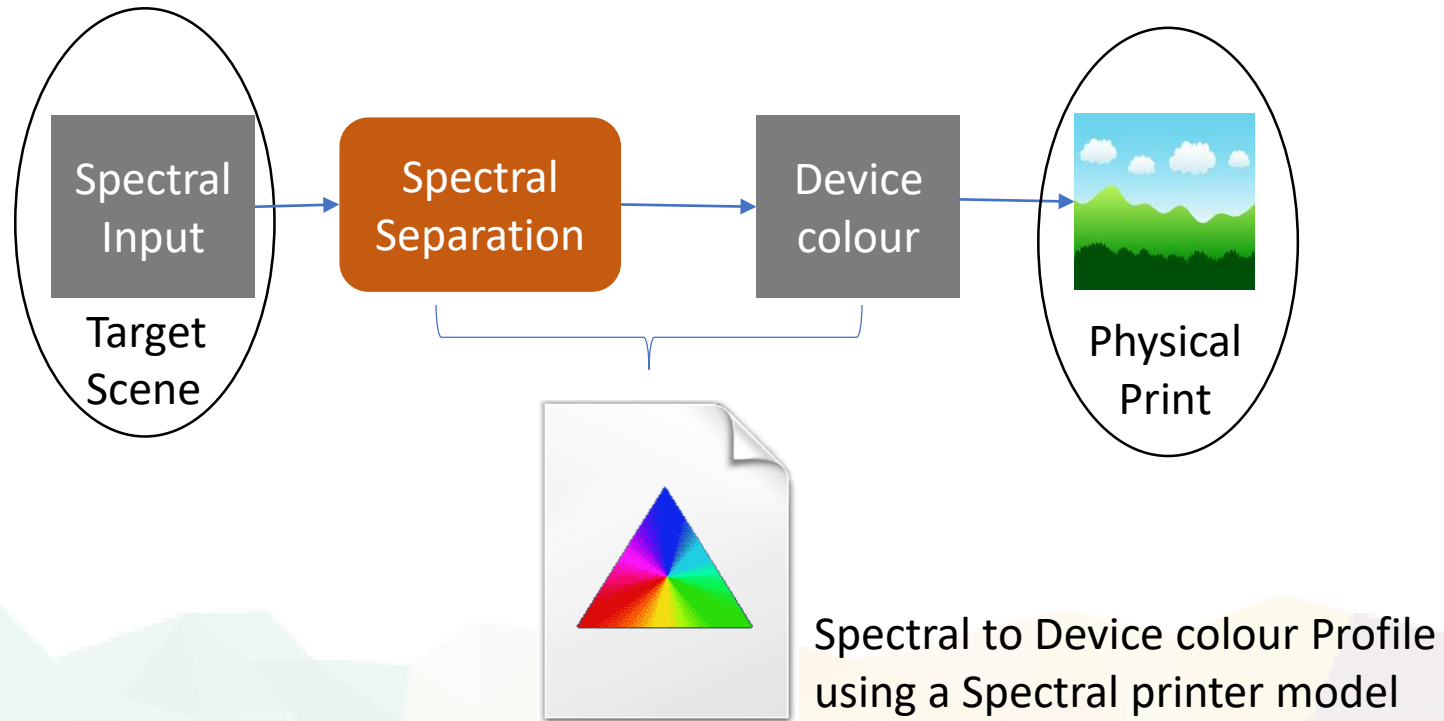 Spectral
Input
Spectral
Separation
Device
colour
Target
Scene
Physical
Print
Spectral to Device colour Profile
using a Spectral printer model